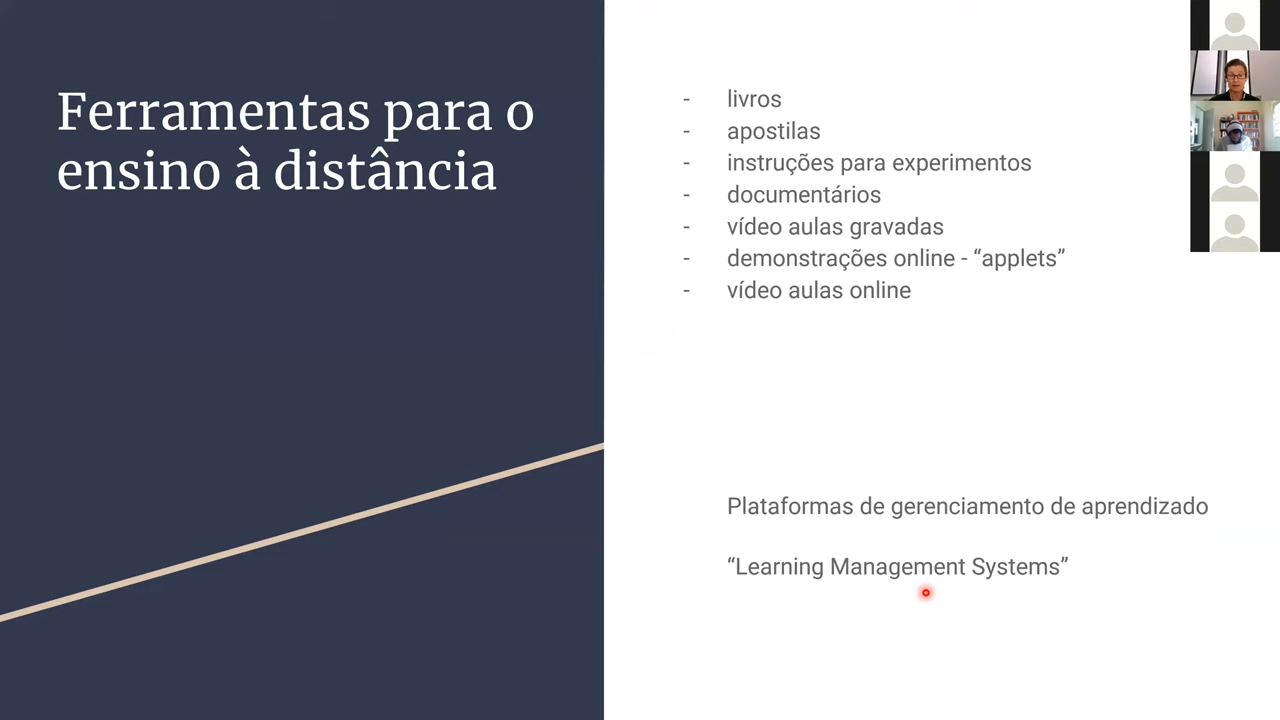 Ferramentas para o
ensino à distância
- livros
- apostilas
- instruções para experimentos
- documentários
- vídeo aulas gravadas
- demonstrações online - “applets”
- vídeo aulas online
Plataformas de gerenciamento de aprendizado
“Learning Management Systems”